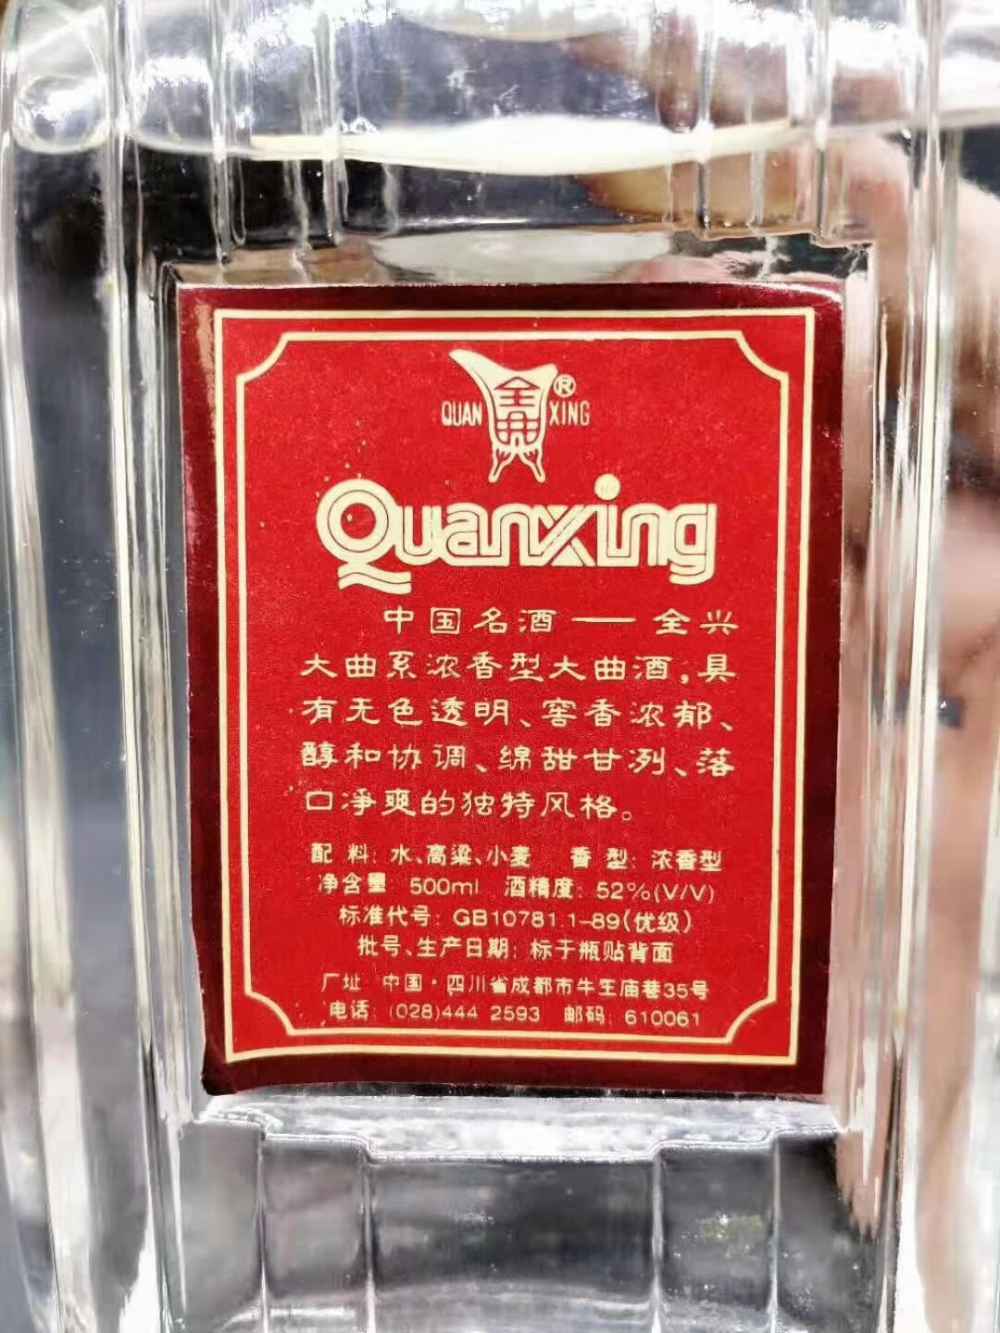 QUAN 全興 ® XING
Quanxing
中国名酒——全兴
大曲系浓香型大曲酒,具
有无色透明、窖香浓郁、
醇和协调、绵甜甘洌、落
口净爽的独特风格。
配 料: 水、高粱、小麦 香 型: 浓香型
净含量: 500ml 酒精度: 52%(V/V)
标准代号: GB10781.1-89(优级)
批号、生产日期: 标于瓶贴背面
厂址: 中国·四川省成都市牛王庙巷35号
电话: (028)444 2593 邮码: 610061